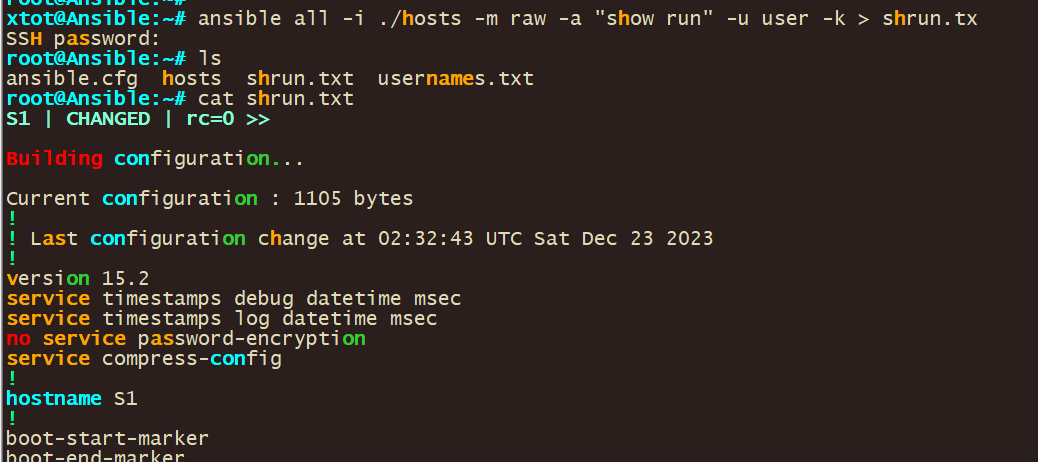 root@Ansible:~#
xtot@Ansible:~# ansible all -i ./hosts -m raw -a "show run" -u user -k > shrun.tx
SSH password:
root@Ansible:~# ls
ansible.cfg  hosts  shrun.txt  usernames.txt
root@Ansible:~# cat shrun.txt
S1 | CHANGED | rc=0 >>
Building configuration...
Current configuration : 1105 bytes
!
! Last configuration change at 02:32:43 UTC Sat Dec 23 2023
!
version 15.2
service timestamps debug datetime msec
service timestamps log datetime msec
no service password-encryption
service compress-config
!
hostname S1
!
boot-start-marker
boot-end-marker